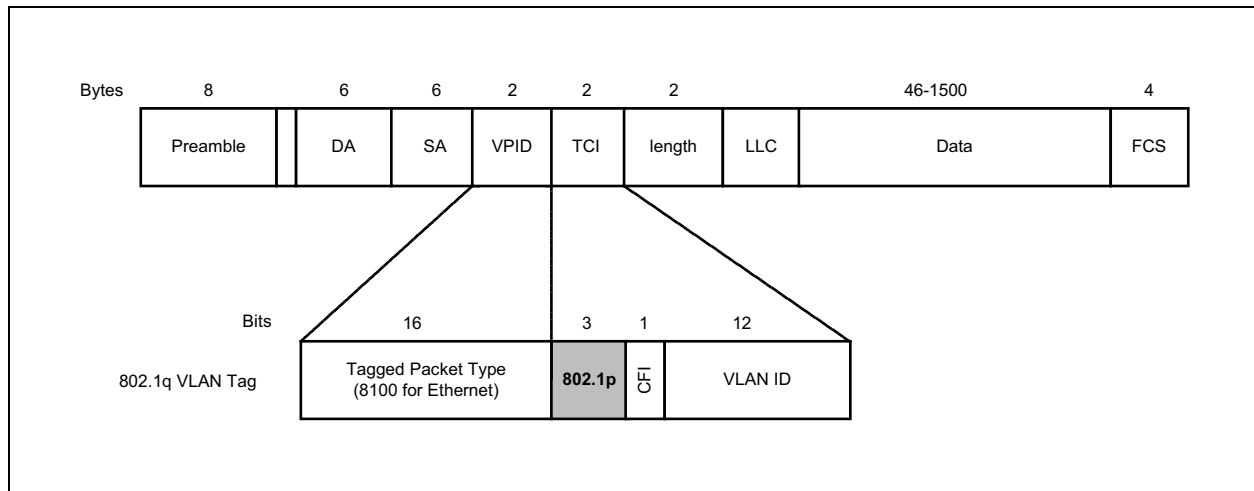 Bytes 8 6 6 2 2 2 46-1500 4
Preamble DA SA VPID TCI length LLC Data FCS
Bits 16 3 1 12
802.1q VLAN Tag
Tagged Packet Type
(8100 for Ethernet)
802.1p
CFI
VLAN ID